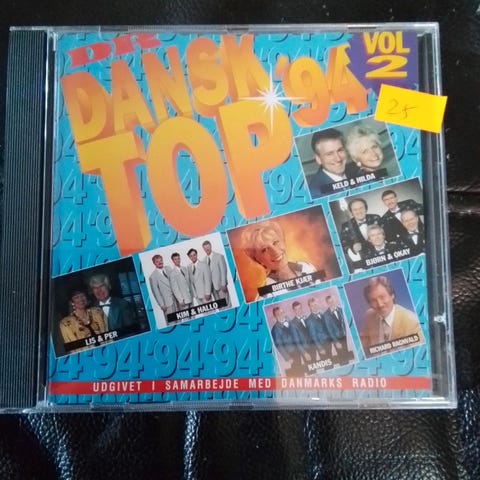 DR
DANSK
TOP '94
VOL
2
25
KELD & HILDA
BJØRN & OKAY
BIRTHE KJÆR
KIM & HALLO
LIS & PER
KANDIS
RICHARD RAGNVALD
UDGIVET I SAMARBEJDE MED DANMARKS RADIO